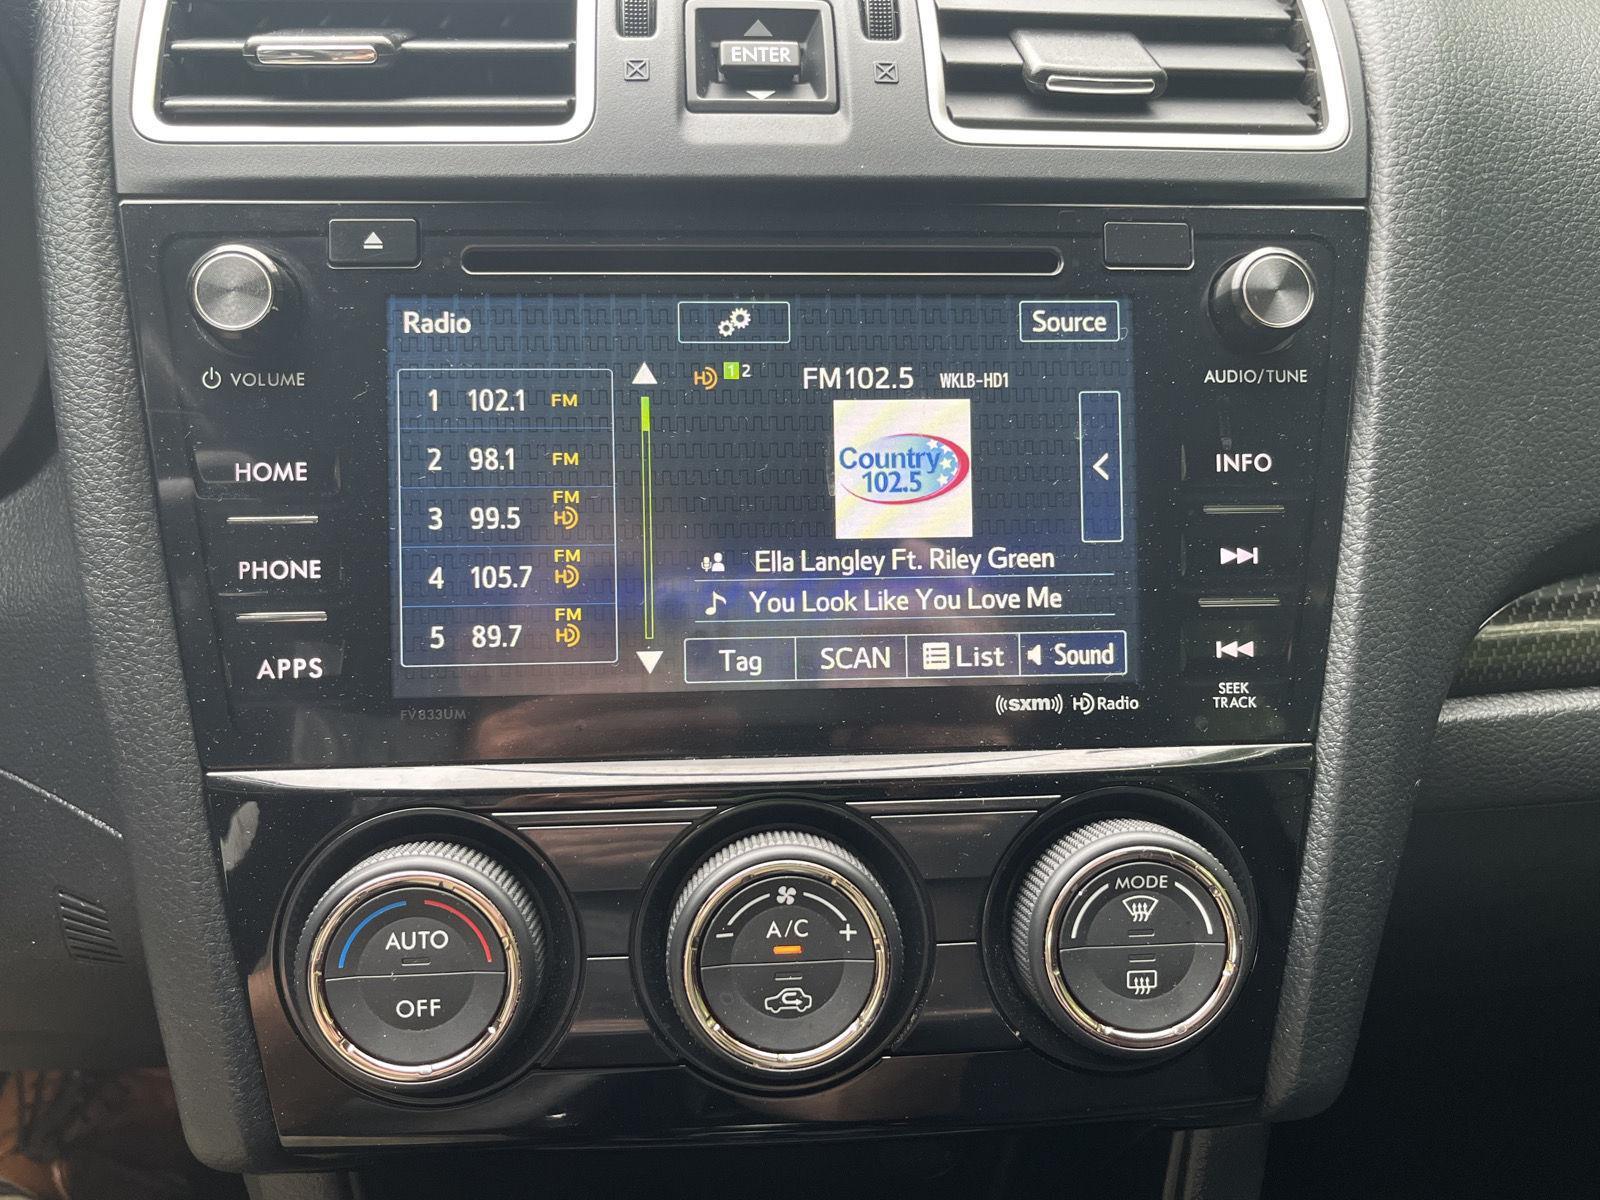 ENTER
Radio
Source
1 102.1 FM
2 98.1 FM
3 99.5 FM HD
4 105.7 FM HD
5 89.7 FM HD
HD 1 2
FM102.5 WKLB-HD1
Country
102.5
Ella Langley Ft. Riley Green
You Look Like You Love Me
Tag SCAN List Sound
VOLUME
HOME
PHONE
APPS
AUDIO/TUNE
INFO
SEEK
TRACK
FV833UM
((sxm)) HD Radio
AUTO
OFF
A/C
- +
MODE